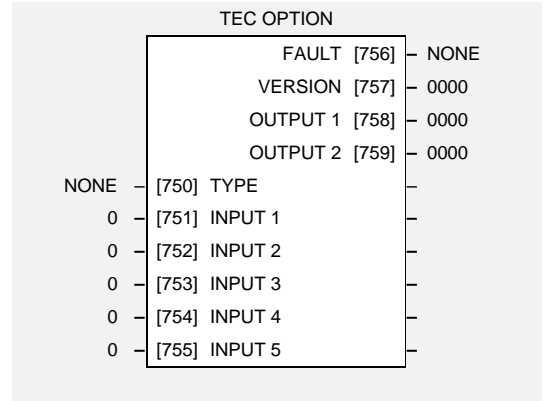 TEC OPTION
FAULT [756] – NONE
VERSION [757] – 0000
OUTPUT 1 [758] – 0000
OUTPUT 2 [759] – 0000
NONE – [750] TYPE –
0 – [751] INPUT 1 –
0 – [752] INPUT 2 –
0 – [753] INPUT 3 –
0 – [754] INPUT 4 –
0 – [755] INPUT 5 –